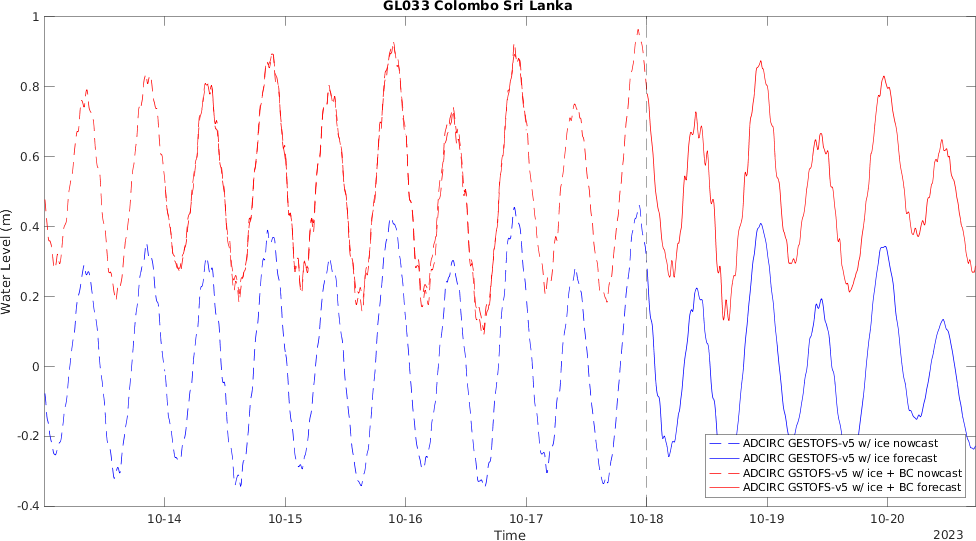 GL033 Colombo Sri Lanka
1
0.8
0.6
0.4
0.2
0
-0.2
-0.4
Water Level (m)
10-14 10-15 10-16 10-17 10-18 10-19 10-20
Time
2023
ADCIRC GESTOFS-v5 w/ ice nowcast
ADCIRC GESTOFS-v5 w/ ice forecast
ADCIRC GSTOFS-v5 w/ ice + BC nowcast
ADCIRC GSTOFS-v5 w/ ice + BC forecast